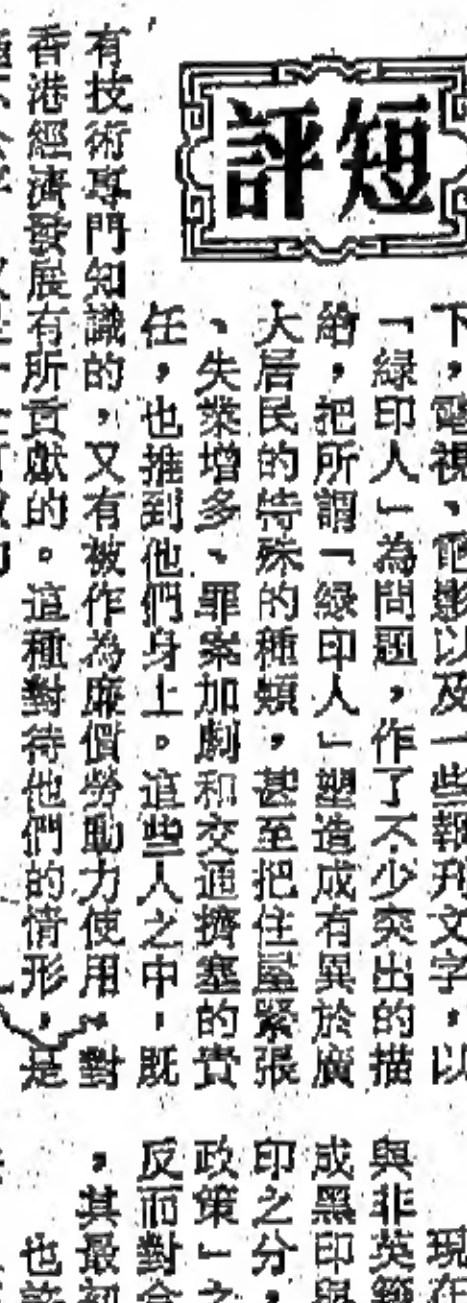 短評
下，電視、電影以及一些報刋文字，以
「綠印人」為問題，作了不少突出的描
給，把所謂「綠印人」塑造成有異於廣
大居民的特殊的種類，甚至把住屋緊張
、失業增多、罪案加劇和交通擠塞的責
任，也推到他們身上。這些人之中，既
有技術專門知識的，又有被作為廉價勞動力使用，對
香港經濟發展有所貢獻的。這種對待他們的情形，是
現在
與非英籍
成黑印與
印之分，
政策」之
反而對合
，其最初
也許